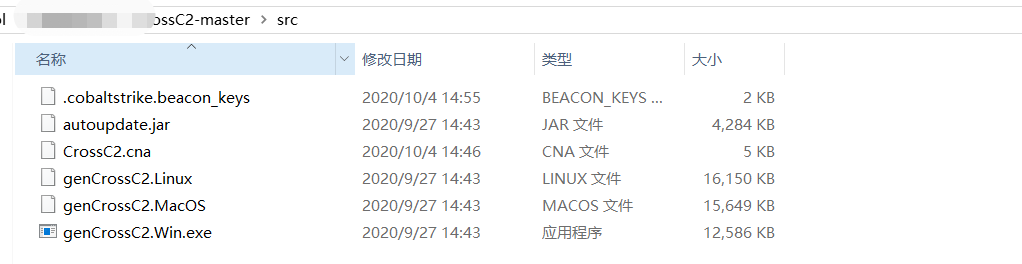 ossC2-master > src
名称 修改日期 类型 大小
.cobaltstrike.beacon_keys 2020/10/4 14:55 BEACON_KEYS ... 2 KB
autoupdate.jar 2020/9/27 14:43 JAR 文件 4,284 KB
CrossC2.cna 2020/10/4 14:46 CNA 文件 5 KB
genCrossC2.Linux 2020/9/27 14:43 LINUX 文件 16,150 KB
genCrossC2.MacOS 2020/9/27 14:43 MACOS 文件 15,649 KB
genCrossC2.Win.exe 2020/9/27 14:43 应用程序 12,586 KB